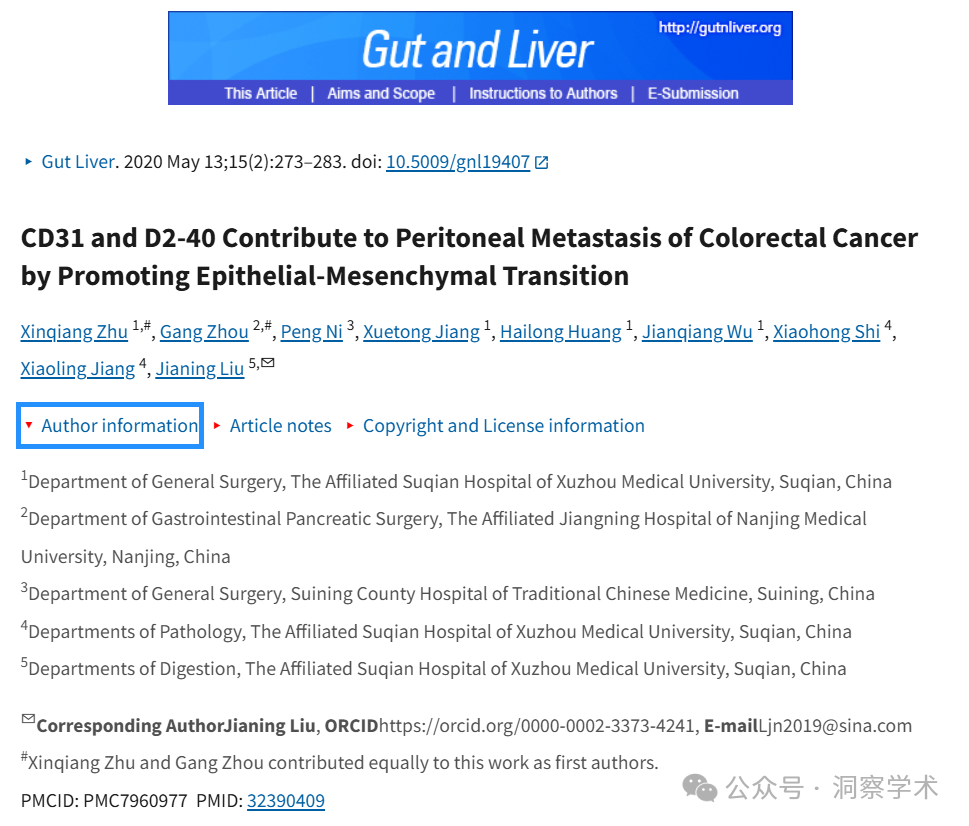 http://gutnliver.org
Gut and Liver
This Article | Aims and Scope | Instructions to Authors | E-Submission
Gut Liver. 2020 May 13;15(2):273–283. doi: 10.5009/gnl19407
CD31 and D2-40 Contribute to Peritoneal Metastasis of Colorectal Cancer
by Promoting Epithelial-Mesenchymal Transition
Xinqiang Zhu 1,#, Gang Zhou 2,#, Peng Ni 3, Xuetong Jiang 1, Hailong Huang 1, Jianqiang Wu 1, Xiaohong Shi 4,
Xiaoling Jiang 4, Jianing Liu 5,✉
Author information Article notes Copyright and License information
1Department of General Surgery, The Affiliated Suqian Hospital of Xuzhou Medical University, Suqian, China
2Department of Gastrointestinal Pancreatic Surgery, The Affiliated Jiangning Hospital of Nanjing Medical
University, Nanjing, China
3Department of General Surgery, Suining County Hospital of Traditional Chinese Medicine, Suining, China
4Departments of Pathology, The Affiliated Suqian Hospital of Xuzhou Medical University, Suqian, China
5Departments of Digestion, The Affiliated Suqian Hospital of Xuzhou Medical University, Suqian, China
✉Corresponding AuthorJianing Liu, ORCIDhttps://orcid.org/0000-0002-3373-4241, E-mailLjn2019@sina.com
#Xinqiang Zhu and Gang Zhou contributed equally to this work as first authors.
PMCID: PMC7960977 PMID: 32390409
公众号 · 洞察学术